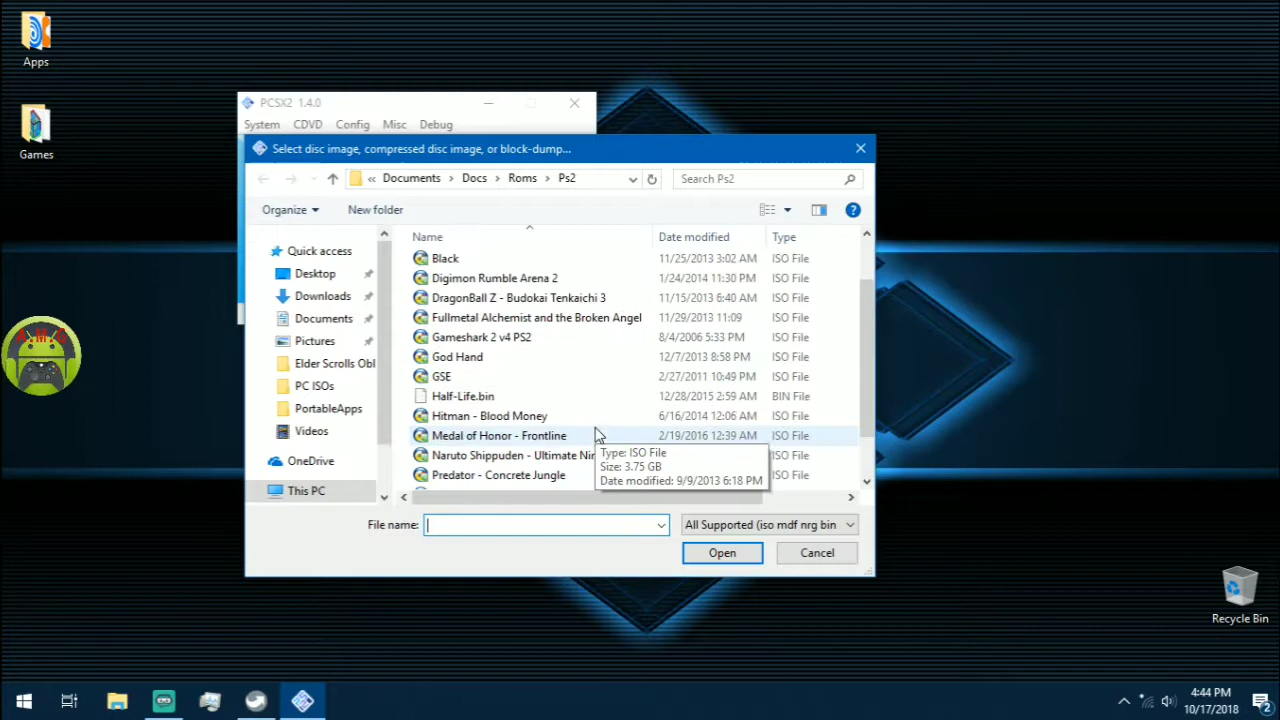 Apps
Games
A.M.G
PCSX2 1.4.0
System CDVD Config Misc Debug
Select disc image, compressed disc image, or block-dump...
« Documents > Docs > Roms > Ps2
Search Ps2
Organize New folder
Name Date modified Type
Quick access
Desktop
Downloads
Documents
Pictures
Elder Scrolls Obl
PC ISOs
PortableApps
Videos
OneDrive
This PC
Black 11/25/2013 3:02 AM ISO File
Digimon Rumble Arena 2 1/24/2014 11:30 PM ISO File
DragonBall Z - Budokai Tenkaichi 3 11/15/2013 6:40 AM ISO File
Fullmetal Alchemist and the Broken Angel 11/29/2013 11:09 ISO File
Gameshark 2 v4 PS2 8/4/2006 5:33 PM ISO File
God Hand 12/7/2013 8:58 PM ISO File
GSE 2/27/2011 10:49 PM ISO File
Half-Life.bin 12/28/2015 2:59 AM BIN File
Hitman - Blood Money 6/16/2014 12:06 AM ISO File
Medal of Honor - Frontline 2/19/2016 12:39 AM ISO File
Naruto Shippuden - Ultimate Nin ISO File
Predator - Concrete Jungle ISO File
Type: ISO File
Size: 3.75 GB
Date modified: 9/9/2013 6:18 PM
File name:
All Supported (iso mdf nrg bin
Open Cancel
Recycle Bin
4:44 PM
10/17/2018
2